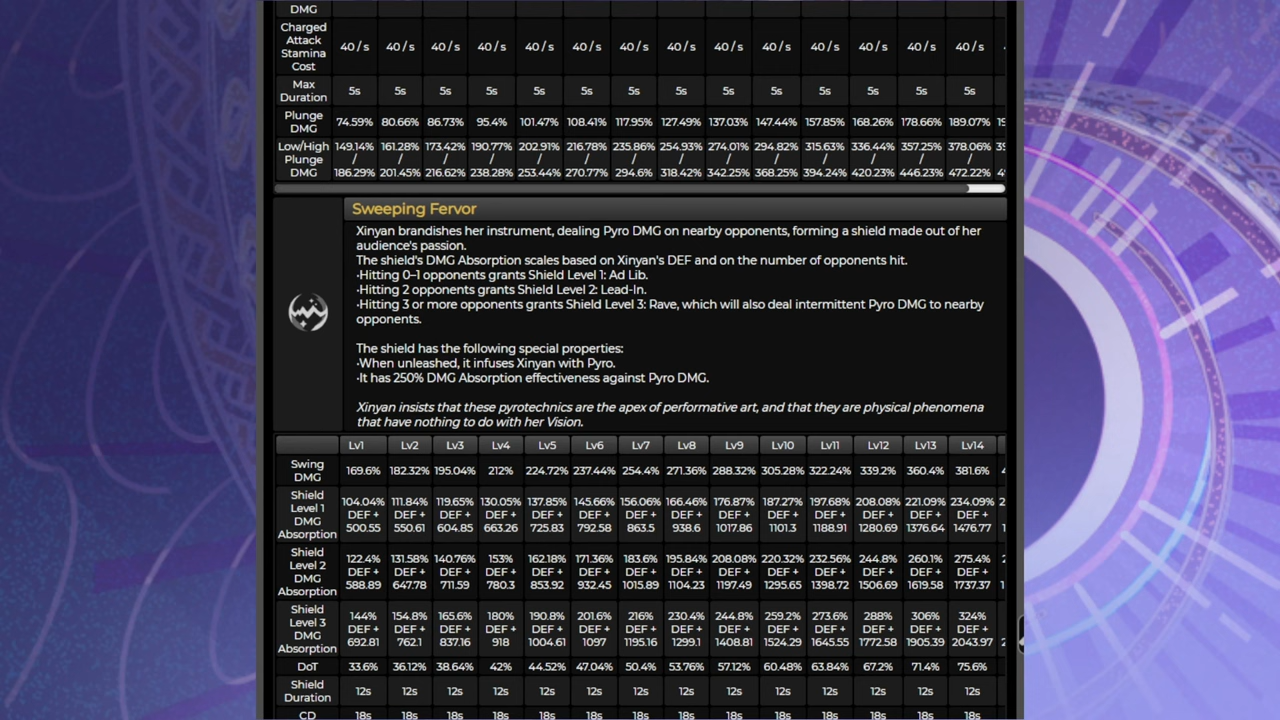 DMG
Charged Attack Stamina Cost 40 / s 40 / s 40 / s 40 / s 40 / s 40 / s 40 / s 40 / s 40 / s 40 / s 40 / s 40 / s 40 / s 40 / s
Max Duration 5s 5s 5s 5s 5s 5s 5s 5s 5s 5s 5s 5s 5s 5s
Plunge DMG 74.59% 80.66% 86.73% 95.4% 101.47% 108.41% 117.95% 127.49% 137.03% 147.44% 157.85% 168.26% 178.66% 189.07%
Low/High Plunge DMG 149.14% / 186.29% 161.28% / 201.45% 173.42% / 216.62% 190.77% / 238.28% 202.91% / 253.44% 216.78% / 270.77% 235.86% / 294.6% 254.93% / 318.42% 274.01% / 342.25% 294.82% / 368.25% 315.63% / 394.24% 336.44% / 420.23% 357.25% / 446.23% 378.06% / 472.22%
Sweeping Fervor
Xinyan brandishes her instrument, dealing Pyro DMG on nearby opponents, forming a shield made out of her
audience's passion.
The shield's DMG Absorption scales based on Xinyan's DEF and on the number of opponents hit.
·Hitting 0–1 opponents grants Shield Level 1: Ad Lib.
·Hitting 2 opponents grants Shield Level 2: Lead-In.
·Hitting 3 or more opponents grants Shield Level 3: Rave, which will also deal intermittent Pyro DMG to nearby
opponents.
The shield has the following special properties:
·When unleashed, it infuses Xinyan with Pyro.
·It has 250% DMG Absorption effectiveness against Pyro DMG.
Xinyan insists that these pyrotechnics are the apex of performative art, and that they are physical phenomena
that have nothing to do with her Vision.
Lv1 Lv2 Lv3 Lv4 Lv5 Lv6 Lv7 Lv8 Lv9 Lv10 Lv11 Lv12 Lv13 Lv14
Swing DMG 169.6% 182.32% 195.04% 212% 224.72% 237.44% 254.4% 271.36% 288.32% 305.28% 322.24% 339.2% 360.4% 381.6%
Shield Level 1 DMG Absorption 104.04% DEF + 500.55 111.84% DEF + 550.61 119.65% DEF + 604.85 130.05% DEF + 663.26 137.85% DEF + 725.83 145.66% DEF + 792.58 156.06% DEF + 863.5 166.46% DEF + 938.6 176.87% DEF + 1017.86 187.27% DEF + 1101.3 197.68% DEF + 1188.91 208.08% DEF + 1280.69 221.09% DEF + 1376.64 234.09% DEF + 1476.77
Shield Level 2 DMG Absorption 122.4% DEF + 588.89 131.58% DEF + 647.78 140.76% DEF + 711.59 153% DEF + 780.3 162.18% DEF + 853.92 171.36% DEF + 932.45 183.6% DEF + 1015.89 195.84% DEF + 1104.23 208.08% DEF + 1197.49 220.32% DEF + 1295.65 232.56% DEF + 1398.72 244.8% DEF + 1506.69 260.1% DEF + 1619.58 275.4% DEF + 1737.37
Shield Level 3 DMG Absorption 144% DEF + 692.81 154.8% DEF + 762.1 165.6% DEF + 837.16 180% DEF + 918 190.8% DEF + 1004.61 201.6% DEF + 1097 216% DEF + 1195.16 230.4% DEF + 1299.1 244.8% DEF + 1408.81 259.2% DEF + 1524.29 273.6% DEF + 1645.55 288% DEF + 1772.58 306% DEF + 1905.39 324% DEF + 2043.97
DoT 33.6% 36.12% 38.64% 42% 44.52% 47.04% 50.4% 53.76% 57.12% 60.48% 63.84% 67.2% 71.4% 75.6%
Shield Duration 12s 12s 12s 12s 12s 12s 12s 12s 12s 12s 12s 12s 12s 12s
CD 18s 18s 18s 18s 18s 18s 18s 18s 18s 18s 18s 18s 18s 18s